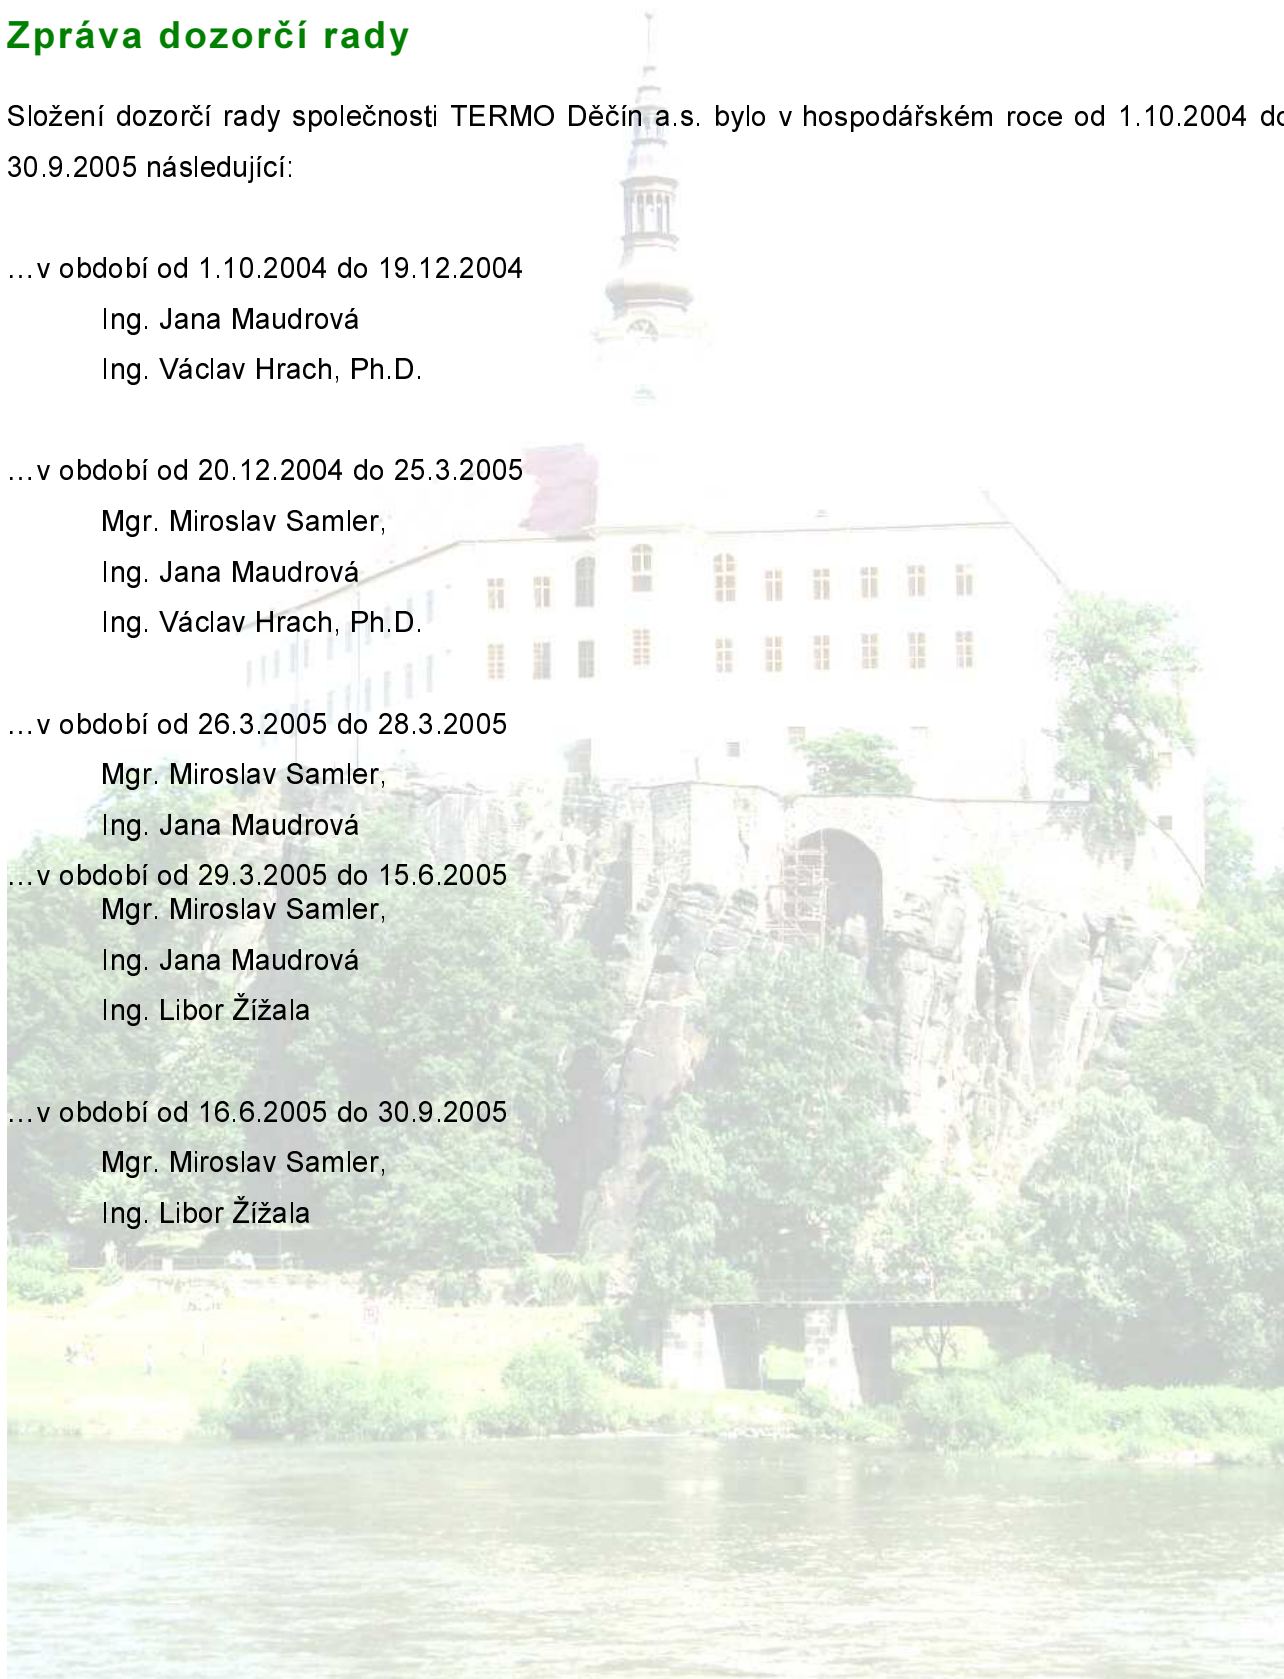 Zpráva dozorčí rady
Složení dozorčí rady společnosti TERMO Děčín a.s. bylo v hospodářském roce od 1.10.2004 do
30.9.2005 následující:
…v období od 1.10.2004 do 19.12.2004
Ing. Jana Maudrová
Ing. Václav Hrach, Ph.D.
…v období od 20.12.2004 do 25.3.2005
Mgr. Miroslav Samler,
Ing. Jana Maudrová
Ing. Václav Hrach, Ph.D.
…v období od 26.3.2005 do 28.3.2005
Mgr. Miroslav Samler,
Ing. Jana Maudrová
…v období od 29.3.2005 do 15.6.2005
Mgr. Miroslav Samler,
Ing. Jana Maudrová
Ing. Libor Žížala
…v období od 16.6.2005 do 30.9.2005
Mgr. Miroslav Samler,
Ing. Libor Žížala